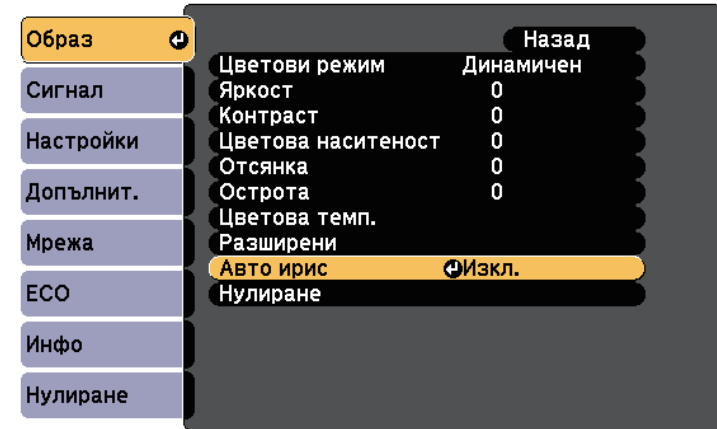 Образ
Сигнал
Настройки
Допълнит.
Мрежа
ECO
Инфо
Нулиране
Назад
Цветови режим Динамичен
Яркост 0
Контраст 0
Цветова наситеност 0
Отсянка 0
Острота 0
Цветова темп.
Разширени
Авто ирис Изкл.
Нулиране